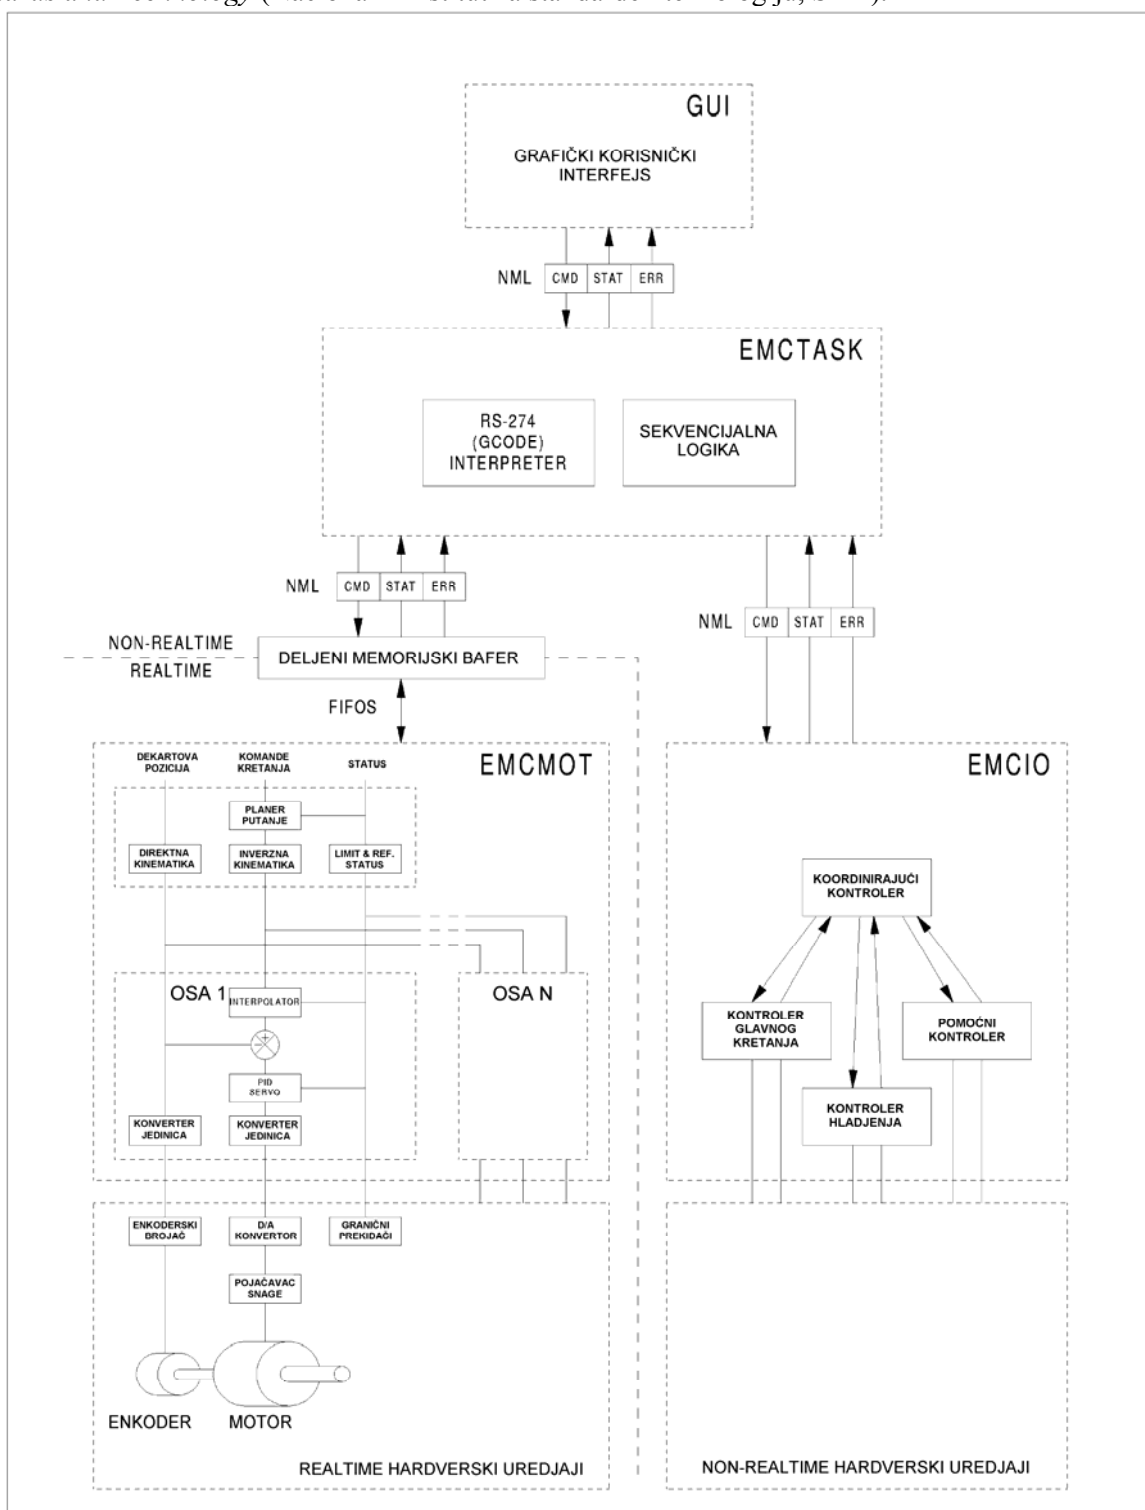 GUI
GRAFIČKI KORISNIČKI
INTERFEJS
NML
CMD STAT ERR
EMCTASK
RS-274
(GCODE)
INTERPRETER
SEKVENCIJALNA
LOGIKA
NML
CMD STAT ERR
NML
CMD STAT ERR
NON-REALTIME
REALTIME
DELJENI MEMORIJSKI BAFER
FIFOS
EMCMOT
DEKARTOVA
POZICIJA
KOMANDE
KRETANJA
STATUS
PLANER
PUTANJE
DIREKTNA
KINEMATIKA
INVERZNA
KINEMATIKA
LIMIT & REF.
STATUS
OSA 1
INTERPOLATOR
+
−
PID
SERVO
KONVERTER
JEDINICA
KONVERTER
JEDINICA
OSA N
EMCIO
KOORDINIRAJUĆI
KONTROLER
KONTROLER
GLAVNOG
KRETANJA
POMOĆNI
KONTROLER
KONTROLER
HLADJENJA
ENKODERSKI
BROJAČ
D/A
KONVERTOR
GRANIČNI
PREKIDAČI
POJAČAVAC
SNAGE
ENKODER
MOTOR
REALTIME HARDVERSKI UREDJAJI
NON-REALTIME HARDVERSKI UREDJAJI